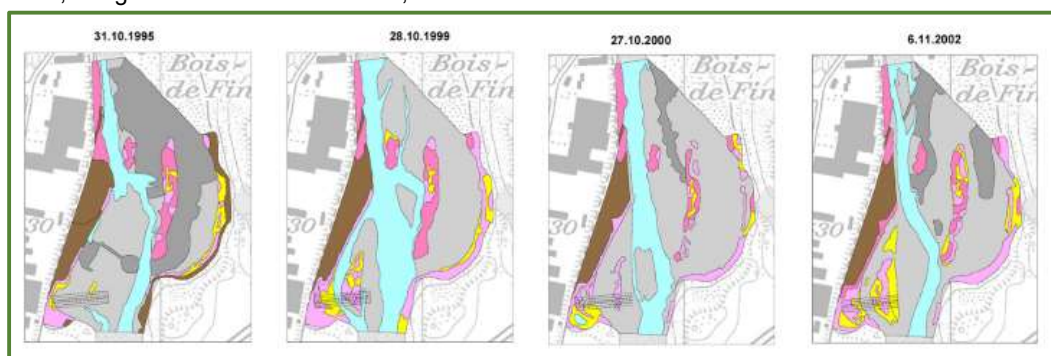 31.10.1995
28.10.1999
27.10.2000
6.11.2002
Bois-
de Fin
30
Bois-
de Fin
30
Bois-
de Fin
30
Bois-
de Fin
30